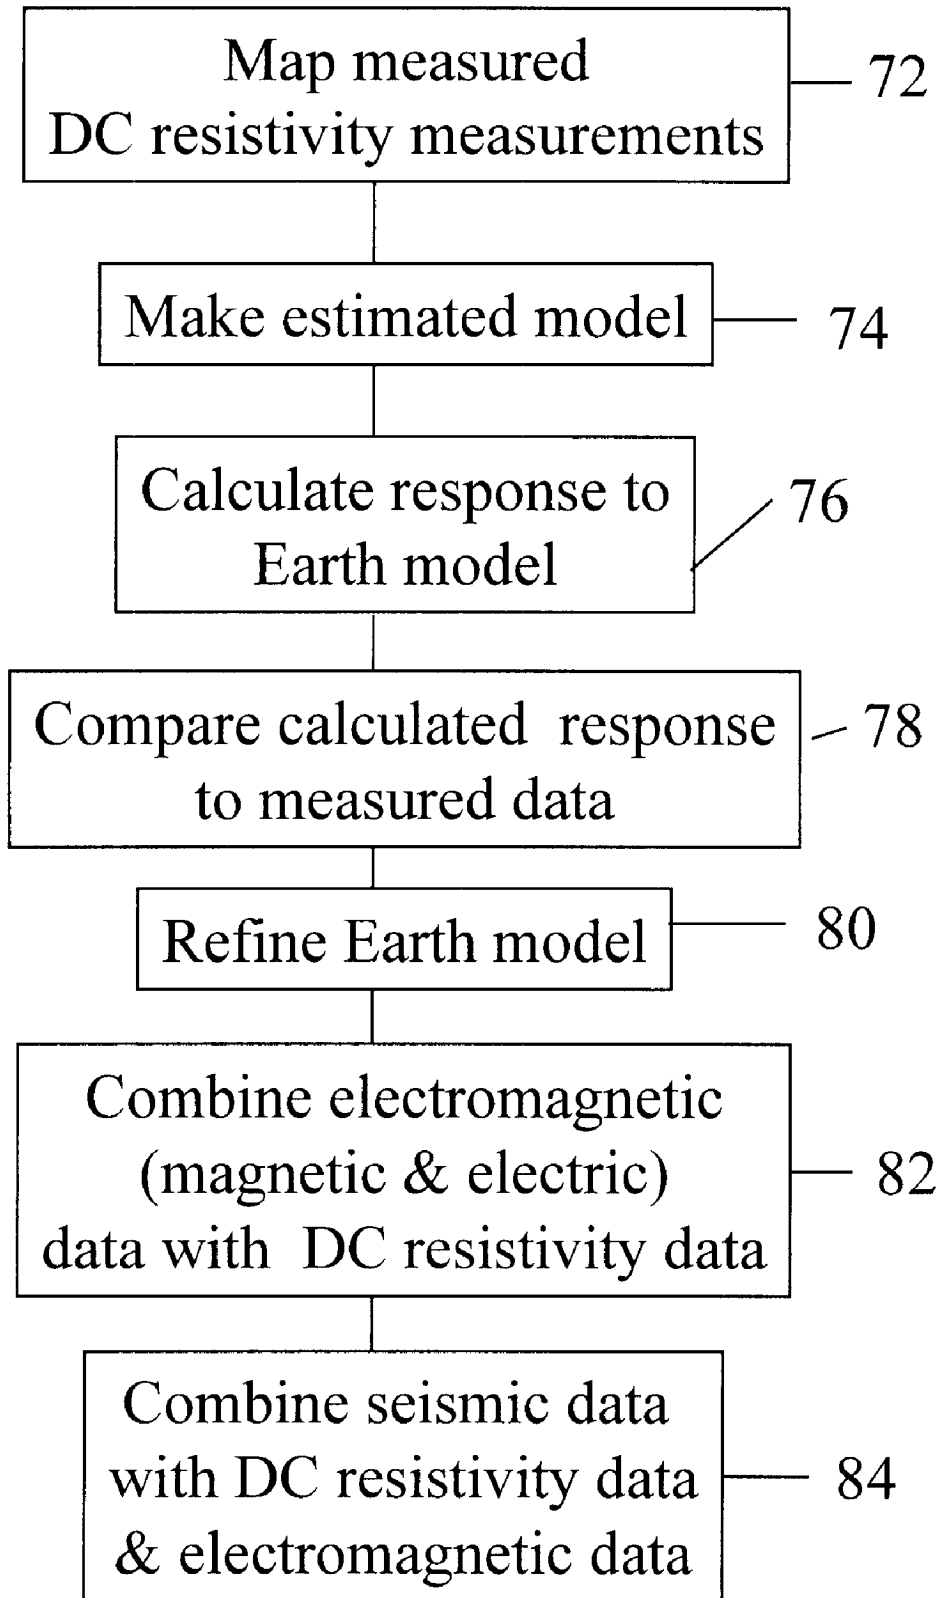 Map measured
DC resistivity measurements
72
Make estimated model
74
Calculate response to
Earth model
76
Compare calculated response
to measured data
78
Refine Earth model
80
Combine electromagnetic
(magnetic & electric)
data with DC resistivity data
82
Combine seismic data
with DC resistivity data
& electromagnetic data
84